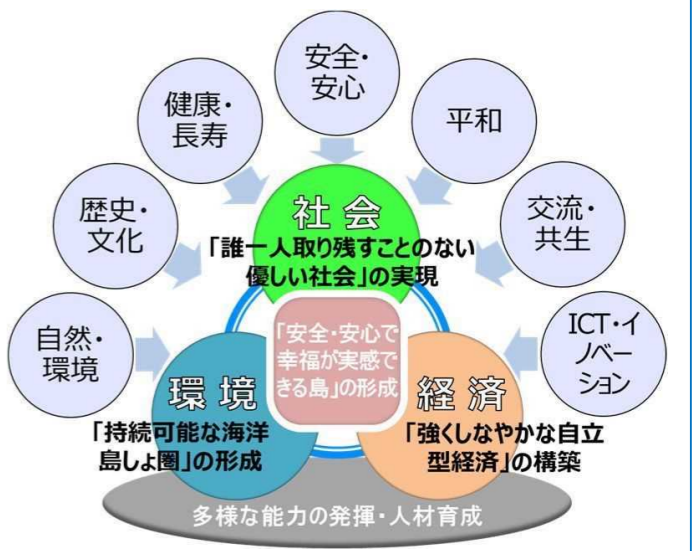 安全・
安心
健康・
長寿
平和
歴史・
文化
交流・
共生
自然・
環境
ICT・イ
ノベー
ション
社会
「誰一人取り残すことのない
優しい社会」の実現
「安全・安心で
幸福が実感で
きる島」の形成
環境
「持続可能な海洋
島しょ圏」の形成
経済
「強くしなやかな自立
型経済」の構築
多様な能力の発揮・人材育成